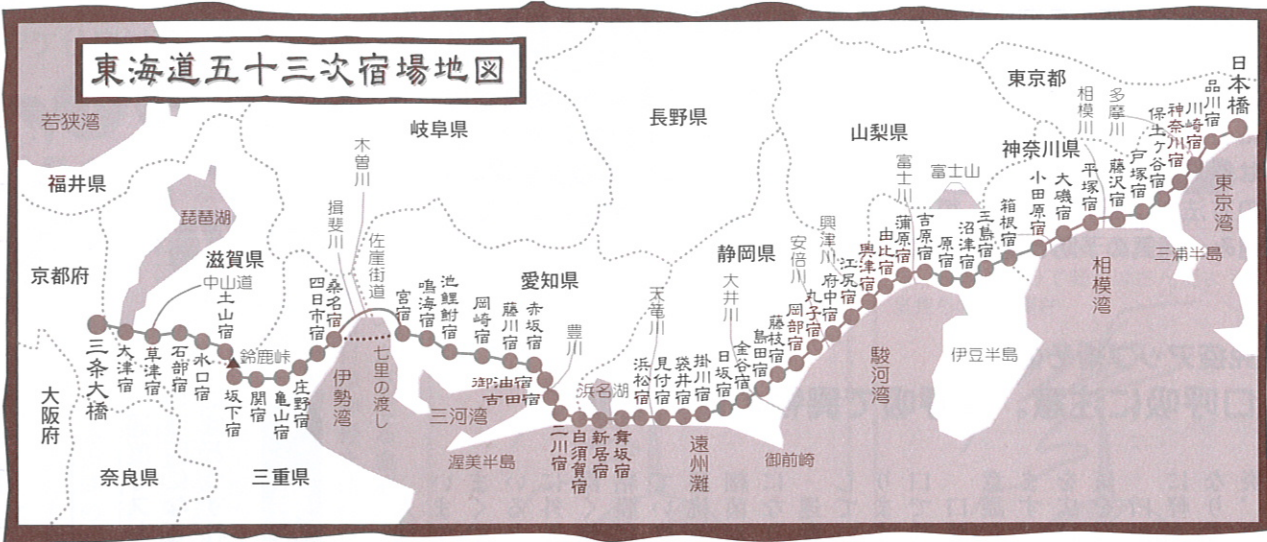 東海道五十三次宿場地図
若狭湾
福井県
琵琶湖
京都府
滋賀県
中山道
大阪府
奈良県
三重県
岐阜県
長野県
愛知県
静岡県
山梨県
神奈川県
東京都
木曽川
揖斐川
佐屋街道
鈴鹿峠
伊勢湾
七里の渡し
三河湾
渥美半島
豊川
浜名湖
天竜川
遠州灘
大井川
御前崎
安倍川
興津川
駿河湾
富士川
富士山
伊豆半島
相模川
相模湾
多摩川
三浦半島
東京湾
日本橋
品川宿
川崎宿
神奈川宿
保土ヶ谷宿
戸塚宿
藤沢宿
平塚宿
大磯宿
小田原宿
箱根宿
三島宿
沼津宿
原宿
吉原宿
蒲原宿
由比宿
興津宿
江尻宿
府中宿
丸子宿
岡部宿
藤枝宿
島田宿
金谷宿
日坂宿
掛川宿
袋井宿
見付宿
浜松宿
舞坂宿
新居宿
白須賀宿
二川宿
吉田宿
御油宿
赤坂宿
藤川宿
岡崎宿
池鯉鮒宿
鳴海宿
宮宿
桑名宿
四日市宿
庄野宿
亀山宿
関宿
坂下宿
土山宿
水口宿
石部宿
草津宿
大津宿
三条大橋